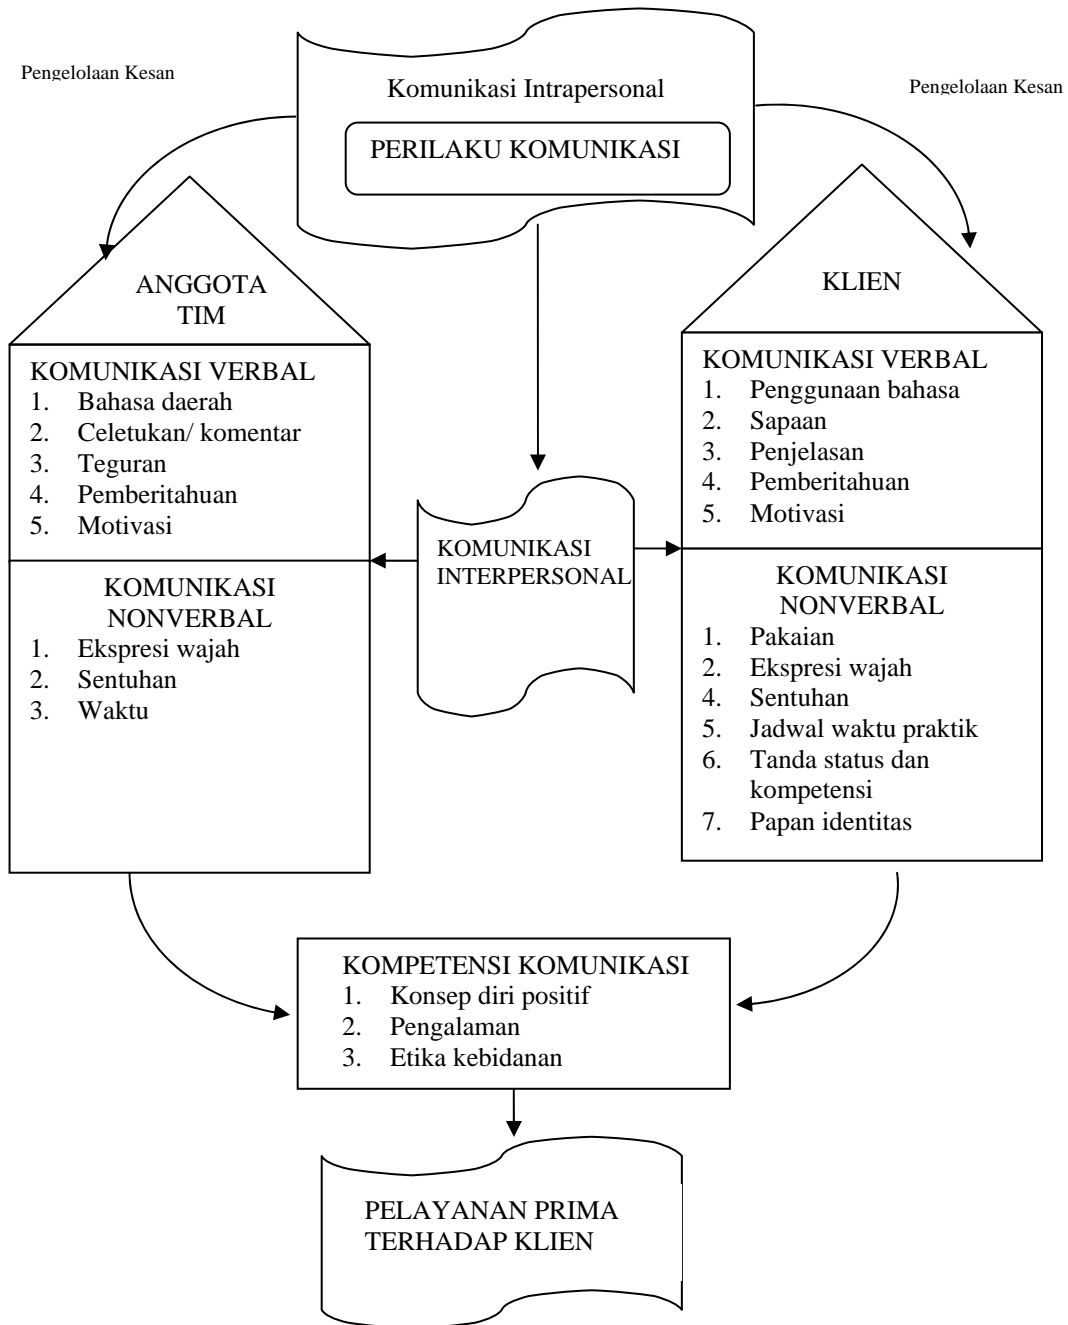 Pengelolaan Kesan
Komunikasi Intrapersonal
Pengelolaan Kesan
PERILAKU KOMUNIKASI
ANGGOTA
TIM
KOMUNIKASI VERBAL
1. Bahasa daerah
2. Celetukan/ komentar
3. Teguran
4. Pemberitahuan
5. Motivasi
KOMUNIKASI
NONVERBAL
1. Ekspresi wajah
2. Sentuhan
3. Waktu
KOMUNIKASI
INTERPERSONAL
KLIEN
KOMUNIKASI VERBAL
1. Penggunaan bahasa
2. Sapaan
3. Penjelasan
4. Pemberitahuan
5. Motivasi
KOMUNIKASI
NONVERBAL
1. Pakaian
2. Ekspresi wajah
4. Sentuhan
5. Jadwal waktu praktik
6. Tanda status dan
kompetensi
7. Papan identitas
KOMPETENSI KOMUNIKASI
1. Konsep diri positif
2. Pengalaman
3. Etika kebidanan
PELAYANAN PRIMA
TERHADAP KLIEN